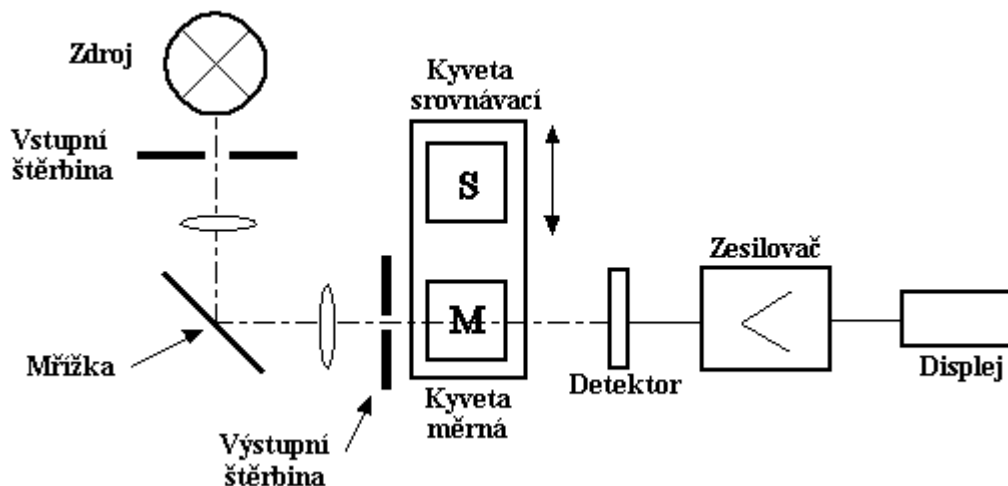 Zdroj
Vstupní
štěrbina
Mřížka
Výstupní
štěrbina
Kyveta
srovnávací
S
M
Kyveta
měrná
Detektor
Zesilovač
Displej